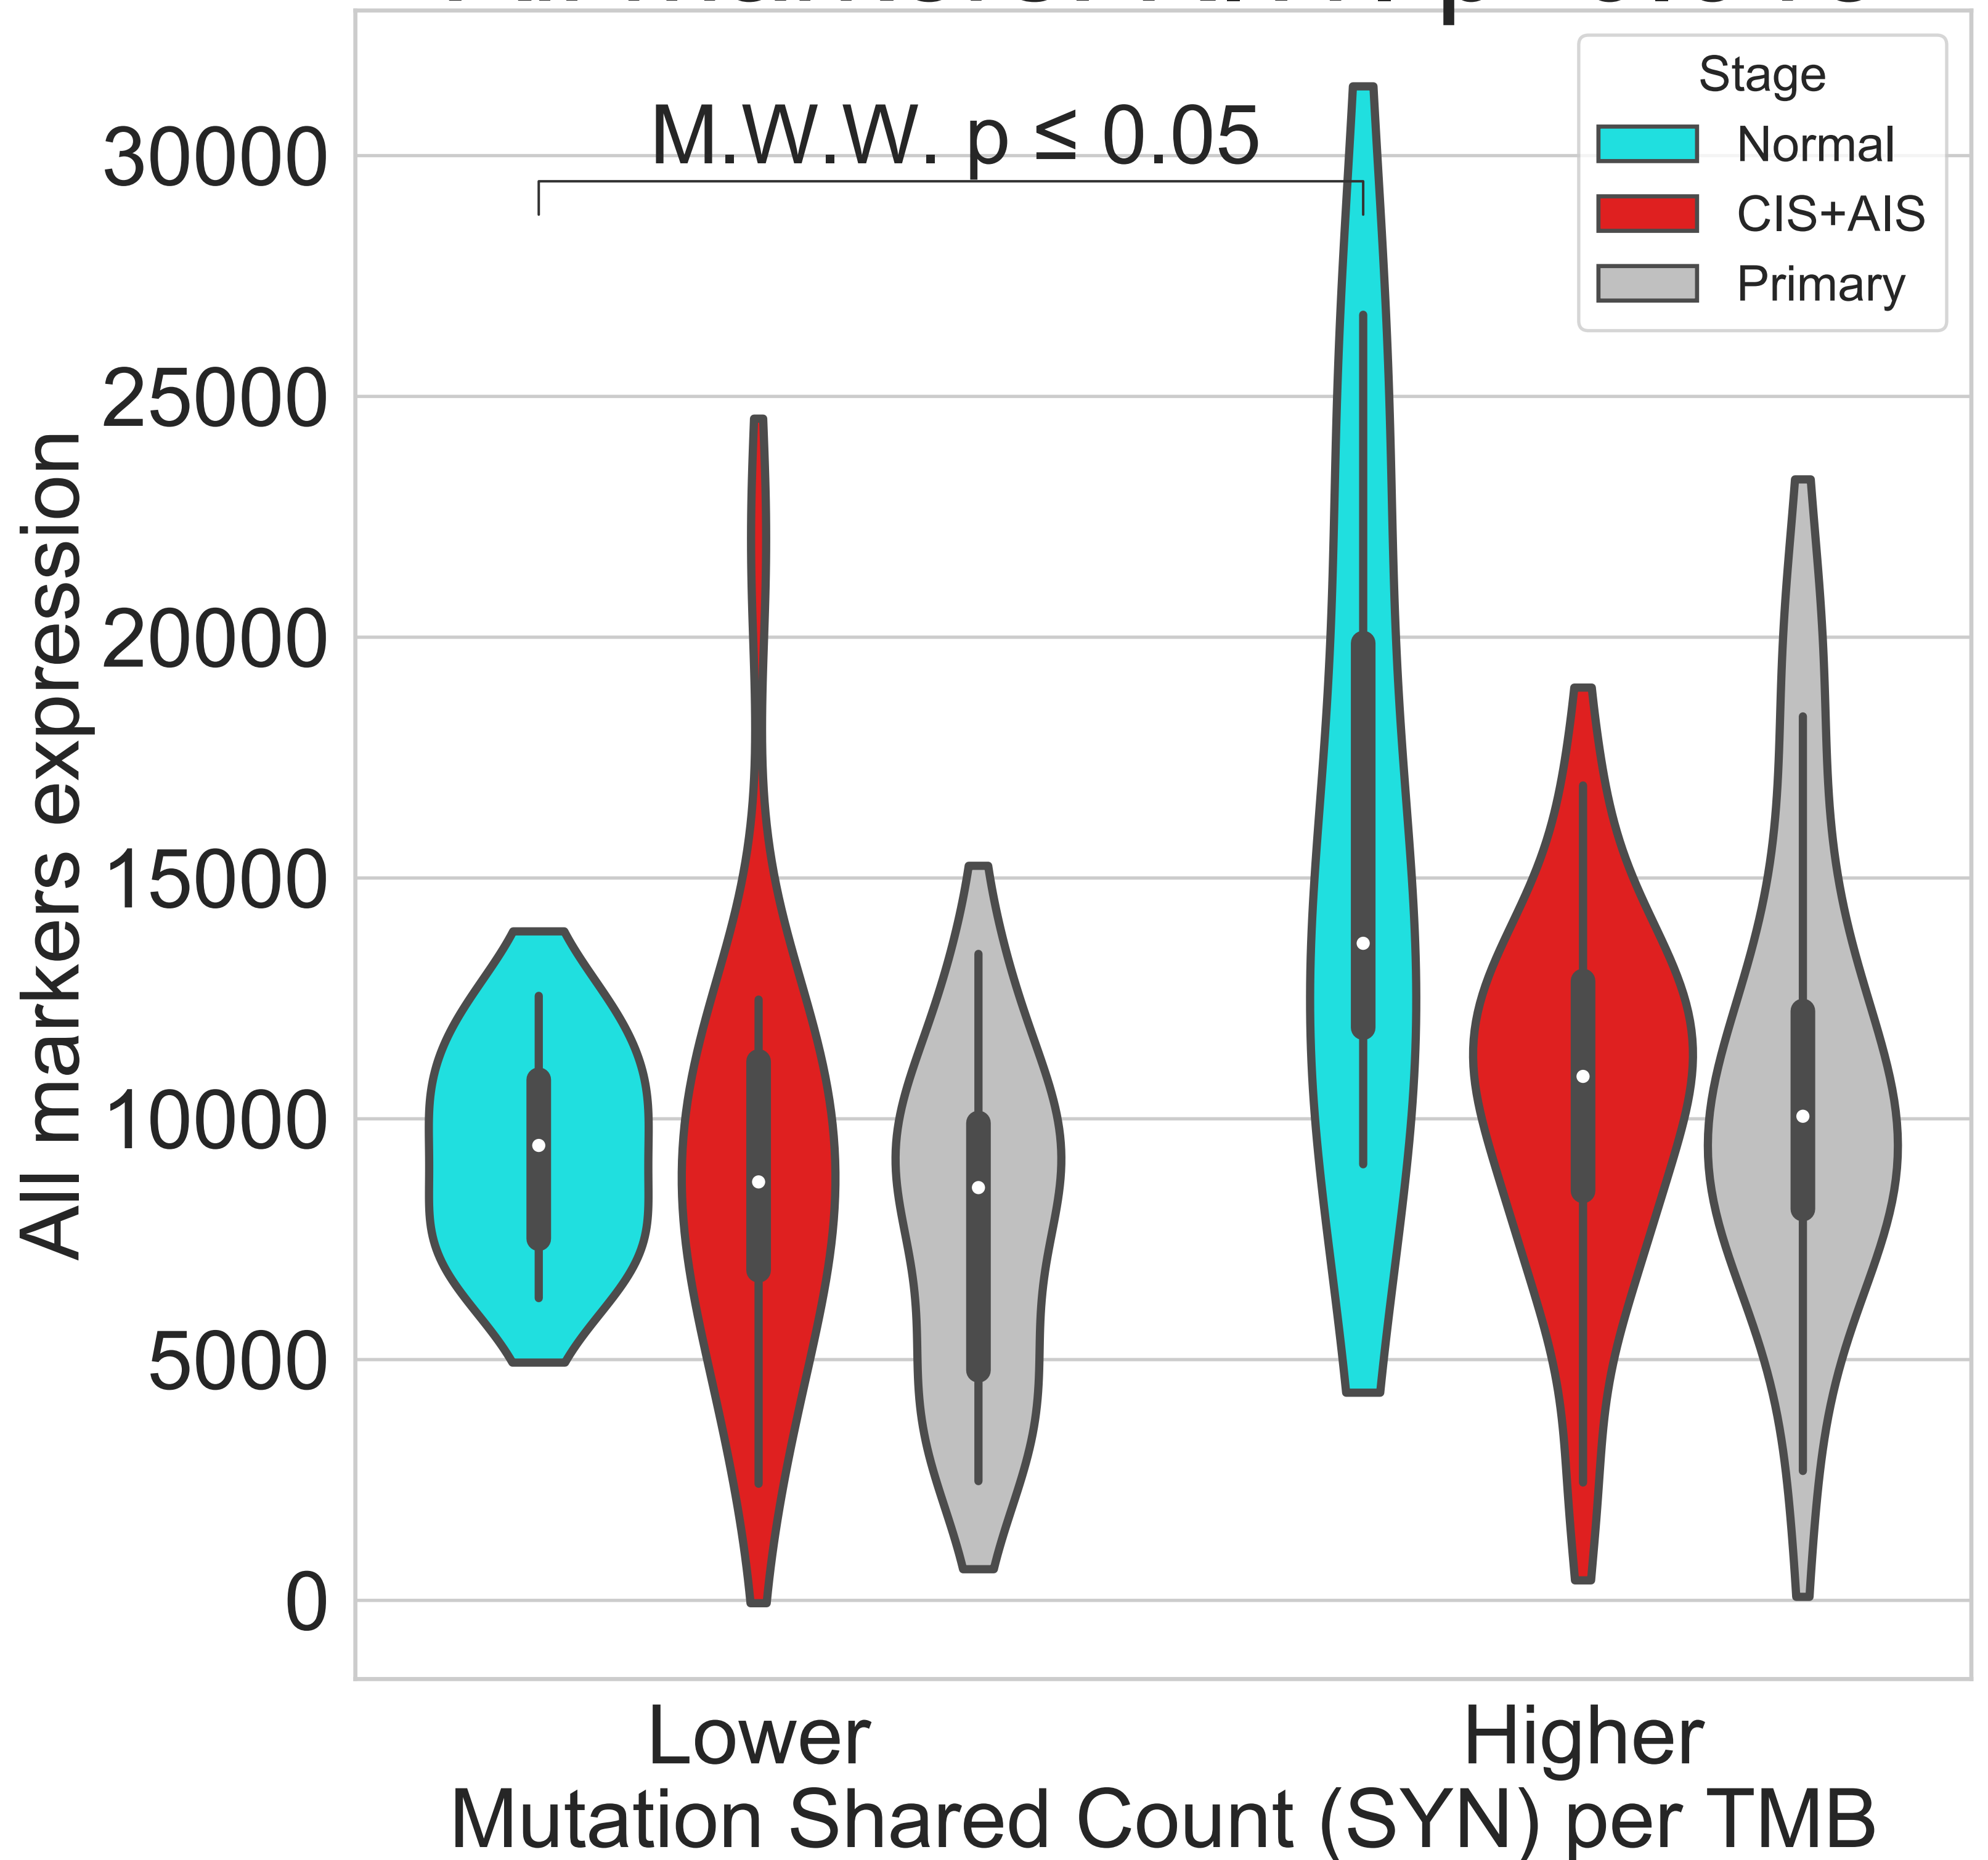 M.W.W. p ≤ 0.05
Stage
Normal
CIS+AIS
Primary
30000
25000
20000
15000
10000
5000
0
All markers expression
Lower
Higher
Mutation Shared Count (SYN) per TMB